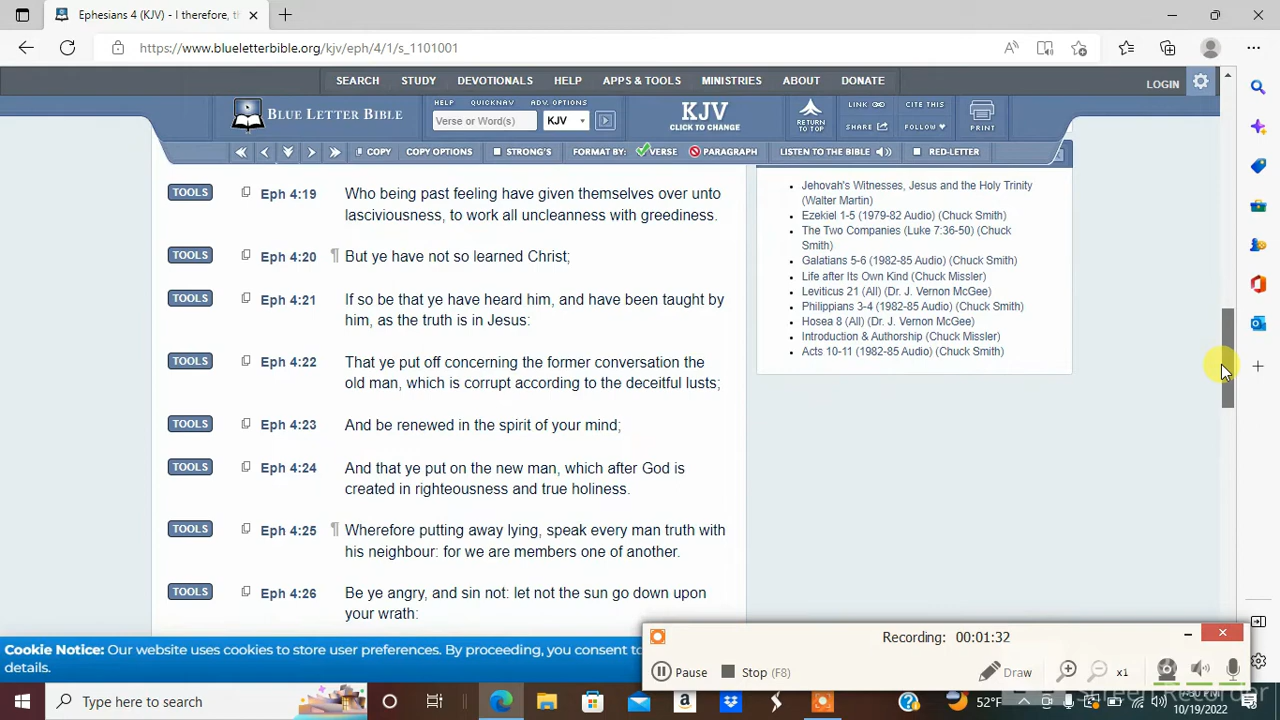 Ephesians 4 (KJV) - I therefore, t
https://www.blueletterbible.org/kjv/eph/4/1/s_1101001
SEARCH STUDY DEVOTIONALS HELP APPS & TOOLS MINISTRIES ABOUT DONATE LOGIN
BLUE LETTER BIBLE
HELP QUICKNAV ADV. OPTIONS
Verse or Word(s) KJV
KJV
CLICK TO CHANGE
RETURN TO TOP
LINK CITE THIS
SHARE FOLLOW PRINT
COPY COPY OPTIONS STRONG'S FORMAT BY: VERSE PARAGRAPH LISTEN TO THE BIBLE RED-LETTER
TOOLS Eph 4:19 Who being past feeling have given themselves over unto
lasciviousness, to work all uncleanness with greediness.
TOOLS Eph 4:20 ¶ But ye have not so learned Christ;
TOOLS Eph 4:21 If so be that ye have heard him, and have been taught by
him, as the truth is in Jesus:
TOOLS Eph 4:22 That ye put off concerning the former conversation the
old man, which is corrupt according to the deceitful lusts;
TOOLS Eph 4:23 And be renewed in the spirit of your mind;
TOOLS Eph 4:24 And that ye put on the new man, which after God is
created in righteousness and true holiness.
TOOLS Eph 4:25 ¶ Wherefore putting away lying, speak every man truth with
his neighbour: for we are members one of another.
TOOLS Eph 4:26 Be ye angry, and sin not: let not the sun go down upon
your wrath:
Jehovah's Witnesses, Jesus and the Holy Trinity
(Walter Martin)
Ezekiel 1-5 (1979-82 Audio) (Chuck Smith)
The Two Companies (Luke 7:36-50) (Chuck
Smith)
Galatians 5-6 (1982-85 Audio) (Chuck Smith)
Life after Its Own Kind (Chuck Missler)
Leviticus 21 (All) (Dr. J. Vernon McGee)
Philippians 3-4 (1982-85 Audio) (Chuck Smith)
Hosea 8 (All) (Dr. J. Vernon McGee)
Introduction & Authorship (Chuck Missler)
Acts 10-11 (1982-85 Audio) (Chuck Smith)
Cookie Notice: Our website uses cookies to store user preferences. By proceeding, you consent to
details.
Recording: 00:01:32
Pause Stop (F8) Draw x1
Screen Recorder
Type here to search
52°F
10/19/2022